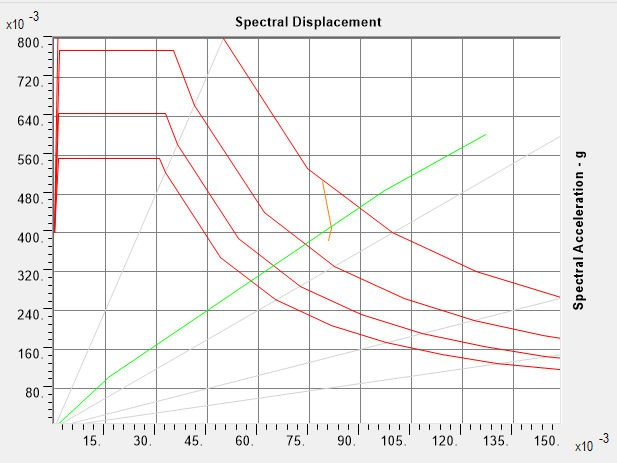 Spectral Displacement
x10 -3
800.
720.
640.
560.
480.
400.
320.
240.
160.
80.
Spectral Acceleration - g
15. 30. 45. 60. 75. 90. 105. 120. 135. 150.
x10 -3